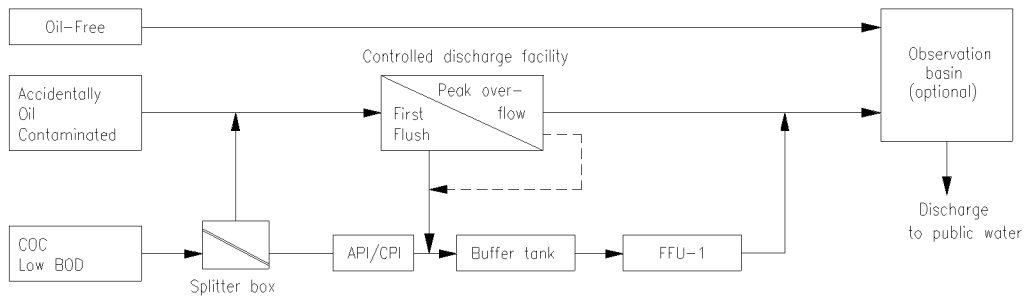 Oil-Free
Controlled discharge facility
Accidentally
Oil
Contaminated
First
Flush
Peak over-
flow
Observation
basin
(optional)
Discharge
to public water
COC
Low BOD
Splitter box
API/CPI
Buffer tank
FFU-1